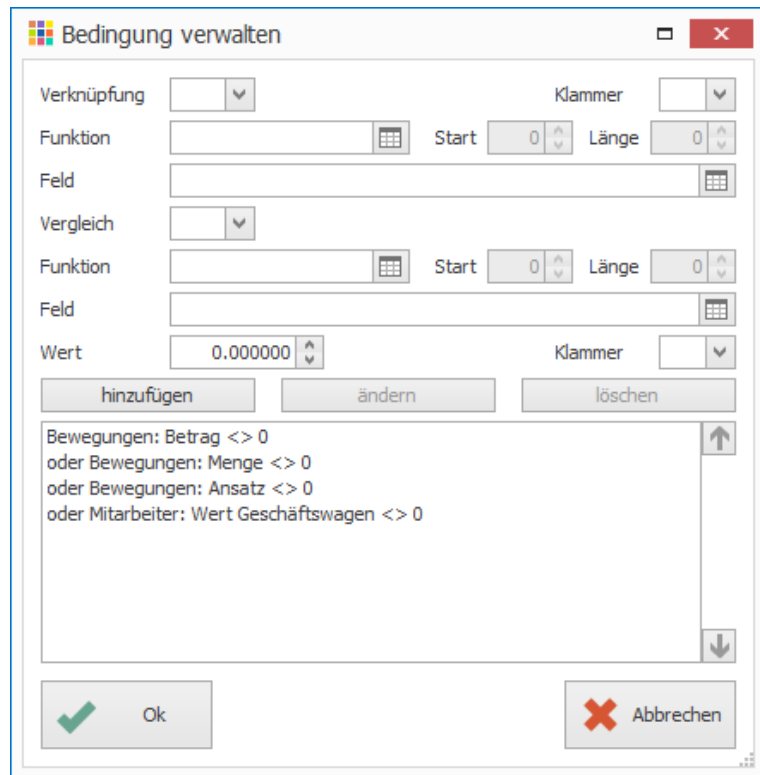 Bedingung verwalten
Verknüpfung Klammer
Funktion Start 0 Länge 0
Feld
Vergleich
Funktion Start 0 Länge 0
Feld
Wert 0.000000 Klammer
hinzufügen ändern löschen
Bewegungen: Betrag <> 0
oder Bewegungen: Menge <> 0
oder Bewegungen: Ansatz <> 0
oder Mitarbeiter: Wert Geschäftswagen <> 0
Ok Abbrechen